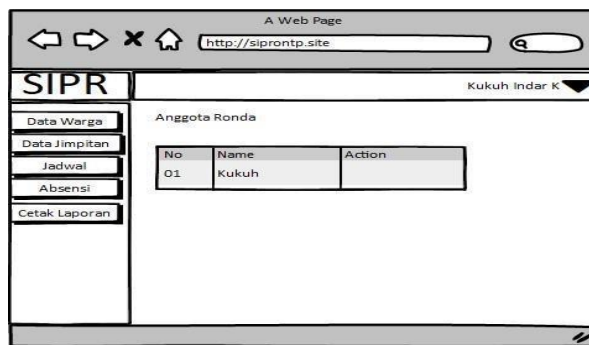 A Web Page
http://siprontp.site
SIPR
Kukuh Indar K
Data Warga
Data Jimpitan
Jadwal
Absensi
Cetak Laporan
Anggota Ronda
No Name Action
01 Kukuh